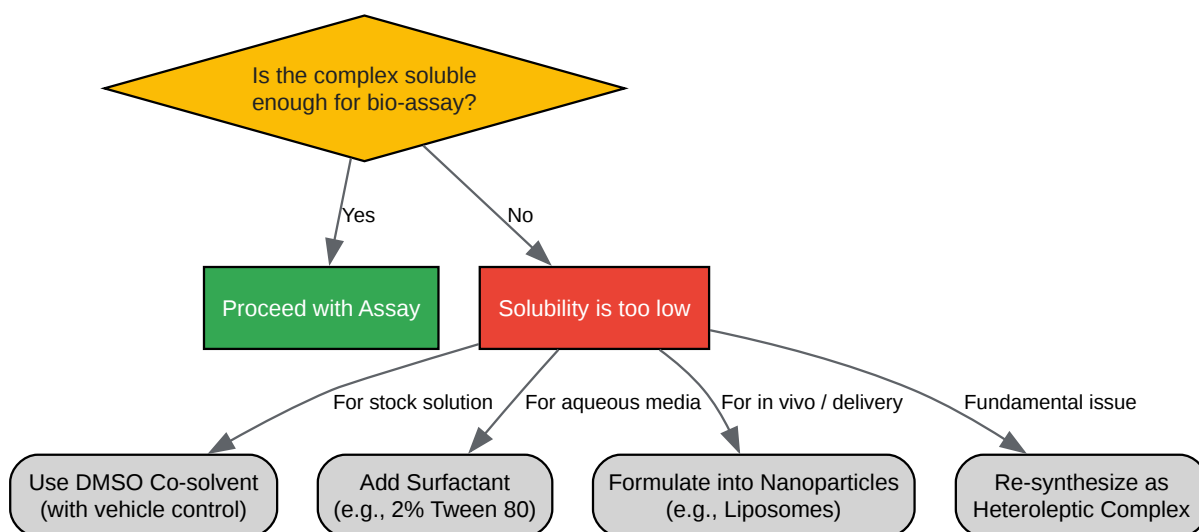 Is the complex soluble
enough for bio-assay?
Yes
No
Proceed with Assay
Solubility is too low
For stock solution
For aqueous media
For in vivo / delivery
Fundamental issue
Use DMSO Co-solvent
(with vehicle control)
Add Surfactant
(e.g., 2% Tween 80)
Formulate into Nanoparticles
(e.g., Liposomes)
Re-synthesize as
Heteroleptic Complex